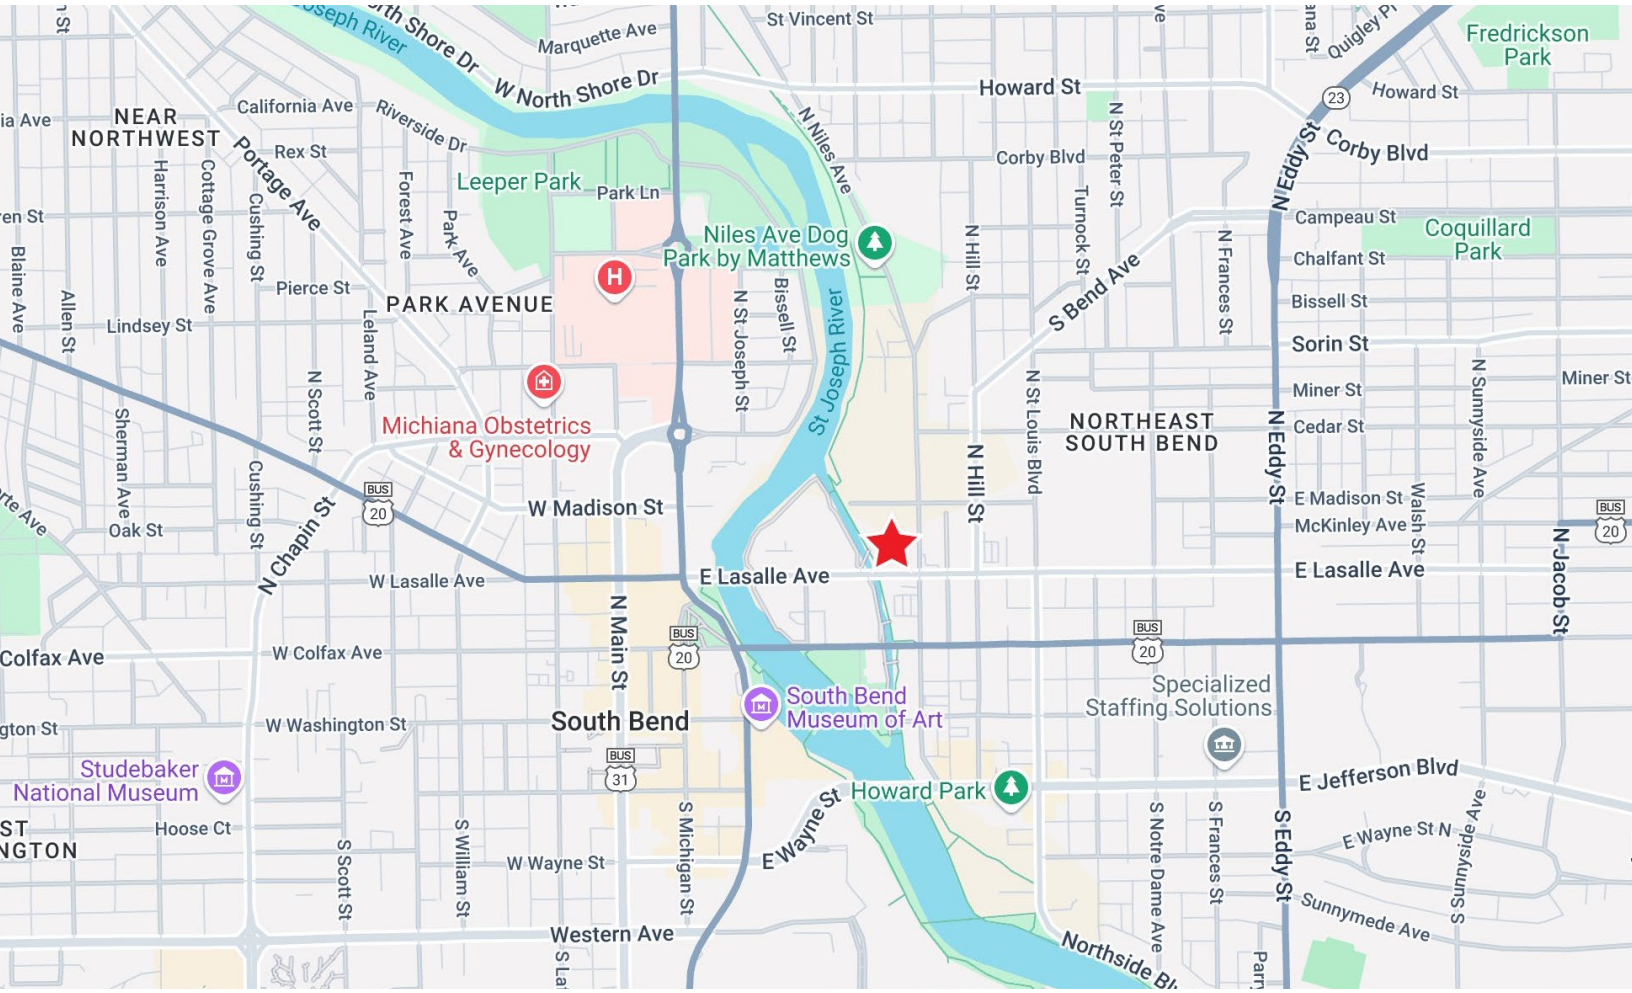 St Vincent St
Marquette Ave
North Shore Dr
Joseph River
W North Shore Dr
Howard St
Quigley Pl
Fredrickson
Park
23
Howard St
NEAR
NORTHWEST
California Ave
Riverside Dr
Portage Ave
Rex St
Leeper Park
Park Ln
N Niles Ave
Corby Blvd
N St Peter St
N Eddy St
Corby Blvd
Harrison Ave
Cottage Grove Ave
Cushing St
Forest Ave
Park Ave
Turnock St
Campeau St
Coquillard
Park
Niles Ave Dog
Park by Matthews
N Hill St
N Francis St
S Bend Ave
Chalfant St
Blaine Ave
Allen St
Pierce St
H
PARK AVENUE
Lindsey St
Leland Ave
N St Joseph St
Bissell St
St Joseph River
Bissell St
Sorin St
Miner St
Miner St
N Sunnyside Ave
N Scott St
Sherman Ave
Michiana Obstetrics
& Gynecology
N St Louis Blvd
NORTHEAST
SOUTH BEND
N Hill St
N Eddy St
Cedar St
Cushing St
BUS
20
N Chapin St
Oak St
W Madison St
E Madison St
McKinley Ave
Walsh St
BUS
20
N Jacob St
W Lasalle Ave
E Lasalle Ave
E Lasalle Ave
N Main St
BUS
20
BUS
20
Colfax Ave
W Colfax Ave
Specialized
Staffing Solutions
South Bend
Museum of Art
M
W Washington St
South Bend
BUS
31
Studebaker
National Museum
M
Howard Park
E Jefferson Blvd
Hoose Ct
S Scott St
S William St
W Wayne St
S Michigan St
E Wayne St
S Notre Dame Ave
S Frances St
S Eddy St
E Wayne St N
S Sunnyside Ave
Sunnymede Ave
Western Ave
Northside Bl